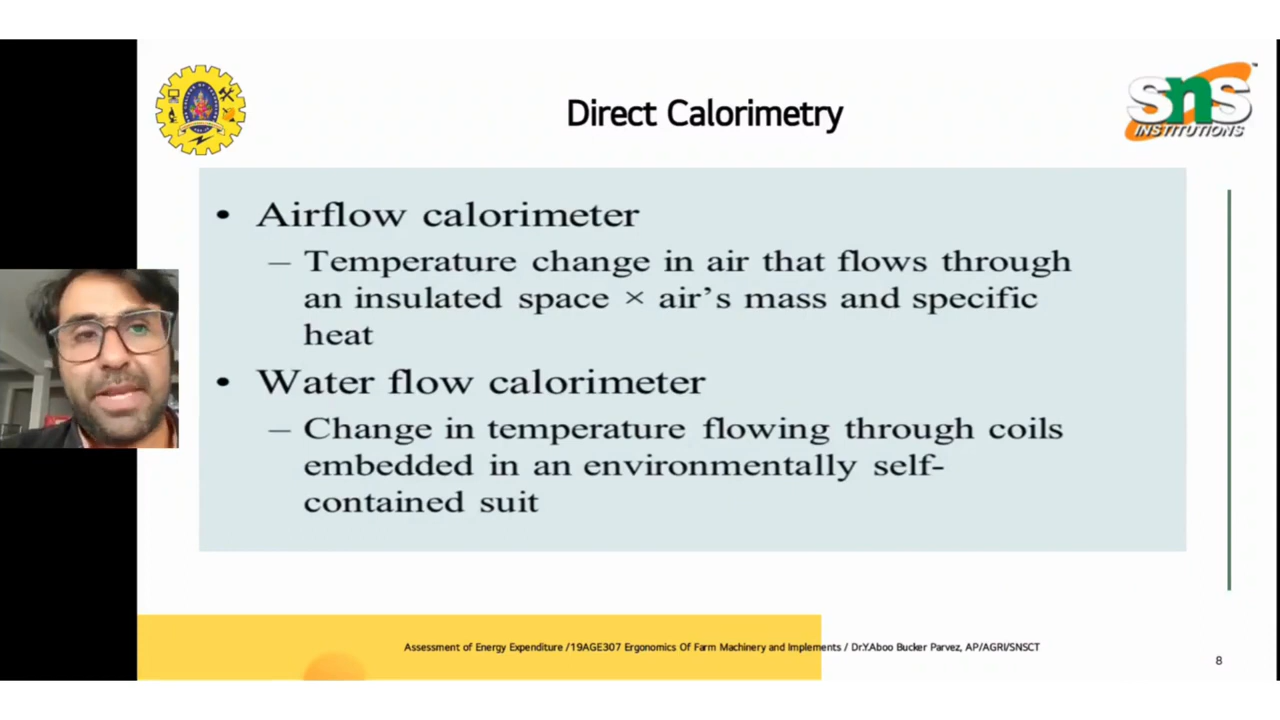 Direct Calorimetry
SNS
INSTITUTIONS
TM
• Airflow calorimeter
– Temperature change in air that flows through
an insulated space × air's mass and specific
heat
• Water flow calorimeter
– Change in temperature flowing through coils
embedded in an environmentally self-
contained suit
Assessment of Energy Expenditure /19AGE307 Ergonomics Of Farm Machinery and Implements / Dr.Y.Aboo Bucker Parvez, AP/AGRI/SNSCT
8